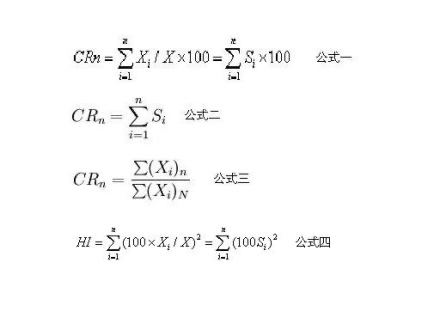 CRn = ∑_{i=1}^{n} X_i / X × 100 = ∑_{i=1}^{n} S_i × 100 公式一
CR_n = ∑_{i=1}^{n} S_i 公式二
CR_n = \frac{∑(X_i)_n}{∑(X_i)_N} 公式三
HI = ∑_{i=1}^{n} (100 × X_i / X)^2 = ∑_{i=1}^{n} (100S_i)^2 公式四